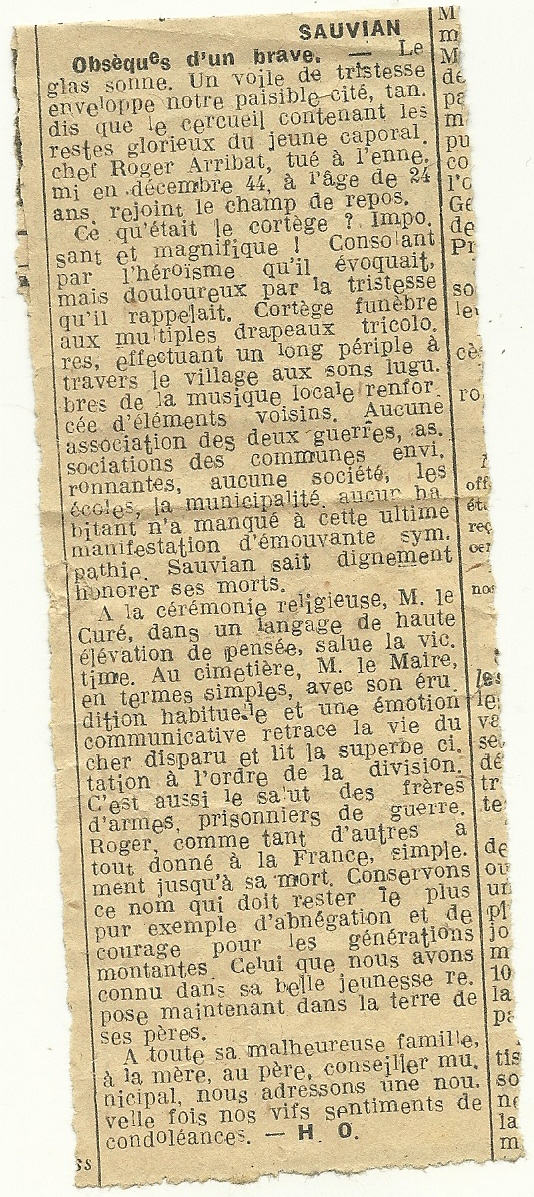 SAUVIAN
Obsèques d'un brave. — Le
glas sonne. Un voile de tristesse
enveloppe notre paisible cité, tan.
dis que le cercueil contenant les
restes glorieux du jeune caporal.
chef Roger Arribat, tué à l'enne.
mi en décembre 44, à l'âge de 24
ans, rejoint le champ de repos.
Ce qu'était le cortège ? Impo.
sant et magnifique ! Consolant
par l'héroïsme qu'il évoquait,
mais douloureux par la tristesse
qu'il rappelait. Cortège funèbre
aux multiples drapeaux tricolo.
res, effectuant un long périple à
travers le village aux sons lugu.
bres de la musique locale renfor.
cée d'éléments voisins. Aucune
association des deux guerres, as.
sociations des communes envi.
ronnantes, aucune société, les
écoles, la municipalité, aucun ha.
bitant n'a manqué à cette ultime
manifestation d'émouvante sym.
pathie. Sauvian sait dignement
honorer ses morts.
A la cérémonie religieuse, M. le
Curé, dans un langage de haute
élévation de pensée, salue la vic.
time. Au cimetière, M. le Maire,
en termes simples, avec son éru.
dition habituelle et une émotion
communicative retrace la vie du
cher disparu et lit la superbe ci.
tation à l'ordre de la division.
C'est aussi le salut des frères
d'armes, prisonniers de guerre.
Roger, comme tant d'autres a
tout donné à la France, simple.
ment jusqu'à sa mort. Conservons
ce nom qui doit rester le plus
pur exemple d'abnégation et de
courage pour les générations
montantes. Celui que nous avons
connu dans sa belle jeunesse re.
pose maintenant dans la terre de
ses pères.
A toute sa malheureuse famille,
à la mère, au père, conseiller mu.
nicipal, nous adressons une nou.
velle fois nos vifs sentiments de
condoléances. — H. O.